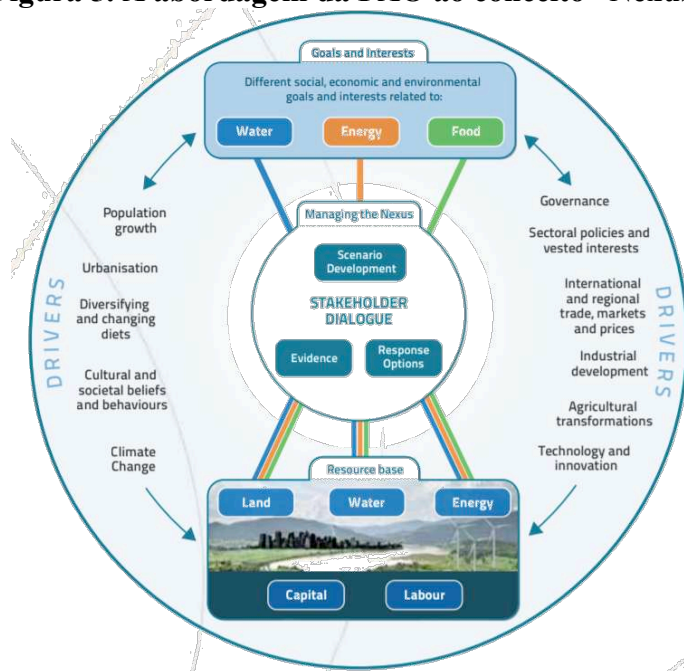 Figura A abordagem da FAO ao conceito "Nexus
Goals and Interests
Different social, economic and environmental
goals and interests related to:
Water
Energy
Food
Managing the Nexus
Scenario
Development
STAKEHOLDER
DIALOGUE
Evidence
Response
Options
DRIVERS
Population
growth
Urbanisation
Diversifying
and changing
diets
Cultural and
societal beliefs
and behaviours
Climate
Change
Governance
Sectoral policies and
vested interests
International
and regional
trade, markets
and prices
Industrial
development
Agricultural
transformations
Technology and
innovation
DRIVERS
Resource base
Land
Water
Energy
Capital
Labour